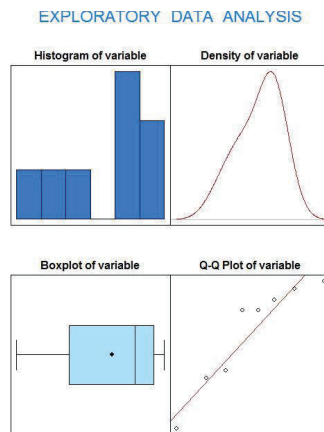 EXPLORATORY DATA ANALYSIS
Histogram of variable
Density of variable
Boxplot of variable
Q-Q Plot of variable